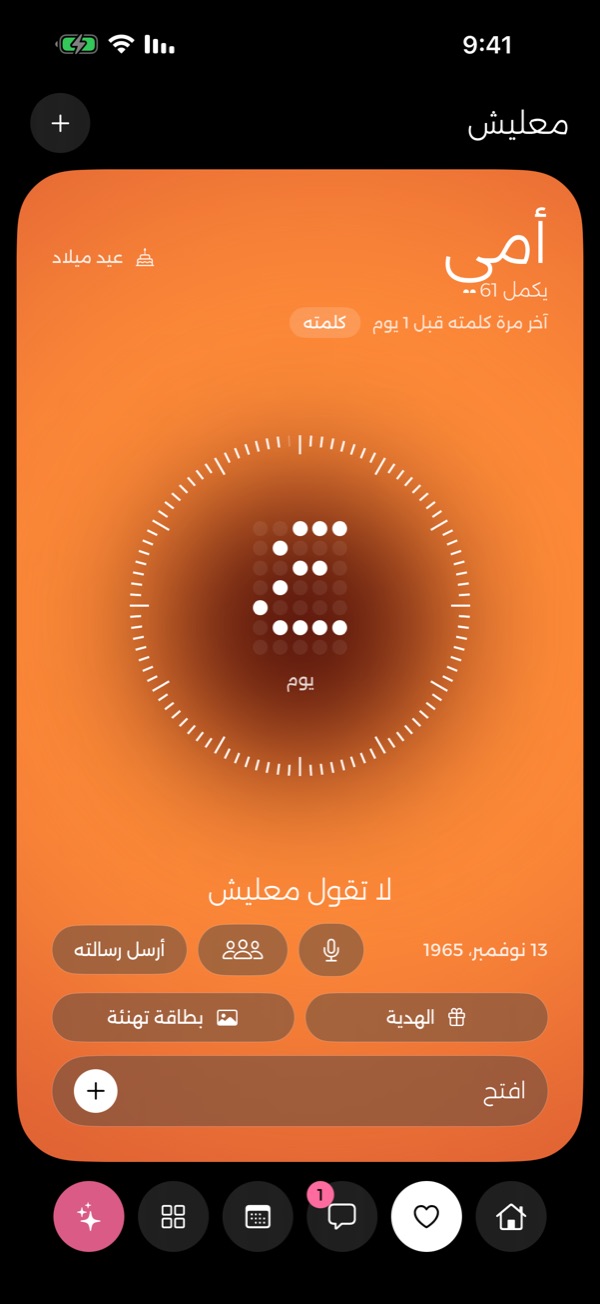 9:41
معليش
أمي
عيد ميلاد
يكمل 61
آخر مرة كلمته قبل 1 يوم
كلمته
٤
يوم
لا تقول معليش
13 نوفمبر، 1965
أرسل رسالته
الهدية
بطاقة تهنئة
افتح
1